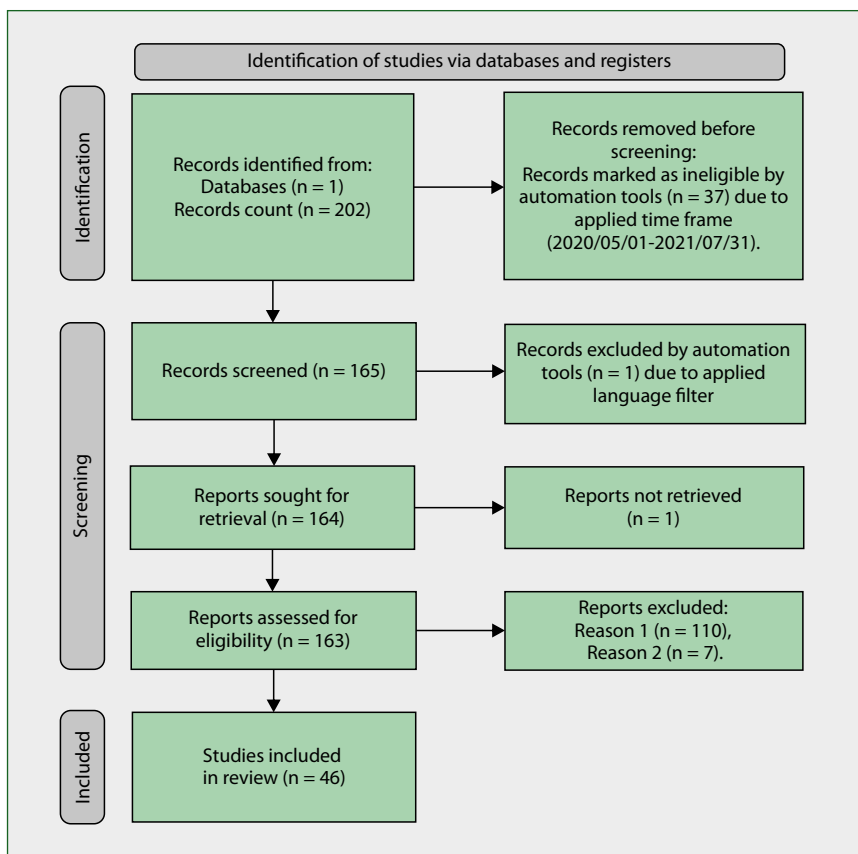 Identification of studies via databases and registers
Identification
Records identified from:
Databases (n = 1)
Records count (n = 202)
Records removed before
screening:
Records marked as ineligible by
automation tools (n = 37) due to
applied time frame
(2020/05/01-2021/07/31).
Screening
Records screened (n = 165)
Records excluded by automation
tools (n = 1) due to applied
language filter
Reports sought for
retrieval (n = 164)
Reports not retrieved
(n = 1)
Reports assessed for
eligibility (n = 163)
Reports excluded:
Reason 1 (n = 110),
Reason 2 (n = 7).
Included
Studies included
in review (n = 46)